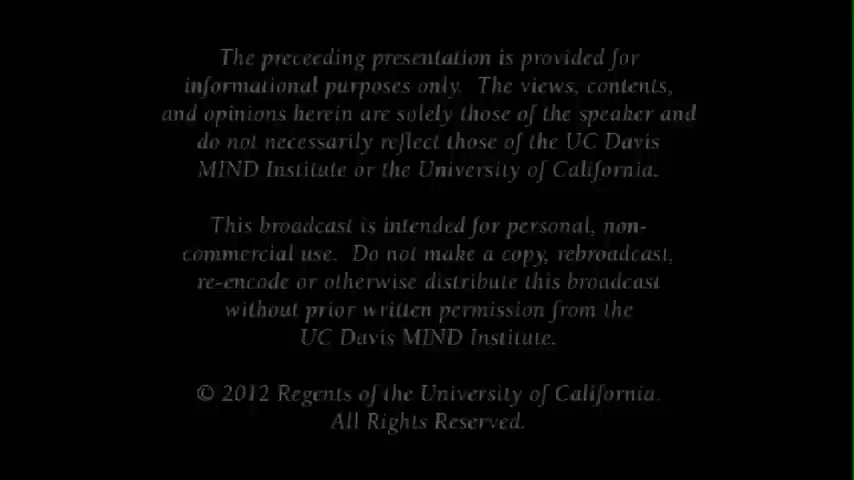 The preceeding presentation is provided for
informational purposes only. The views, contents,
and opinions herein are solely those of the speaker and
do not necessarily reflect those of the UC Davis
MIND Institute or the University of California.
This broadcast is intended for personal, non-
commercial use. Do not make a copy, rebroadcast,
re-encode or otherwise distribute this broadcast
without prior written permission from the
UC Davis MIND Institute.
© 2012 Regents of the University of California.
All Rights Reserved.